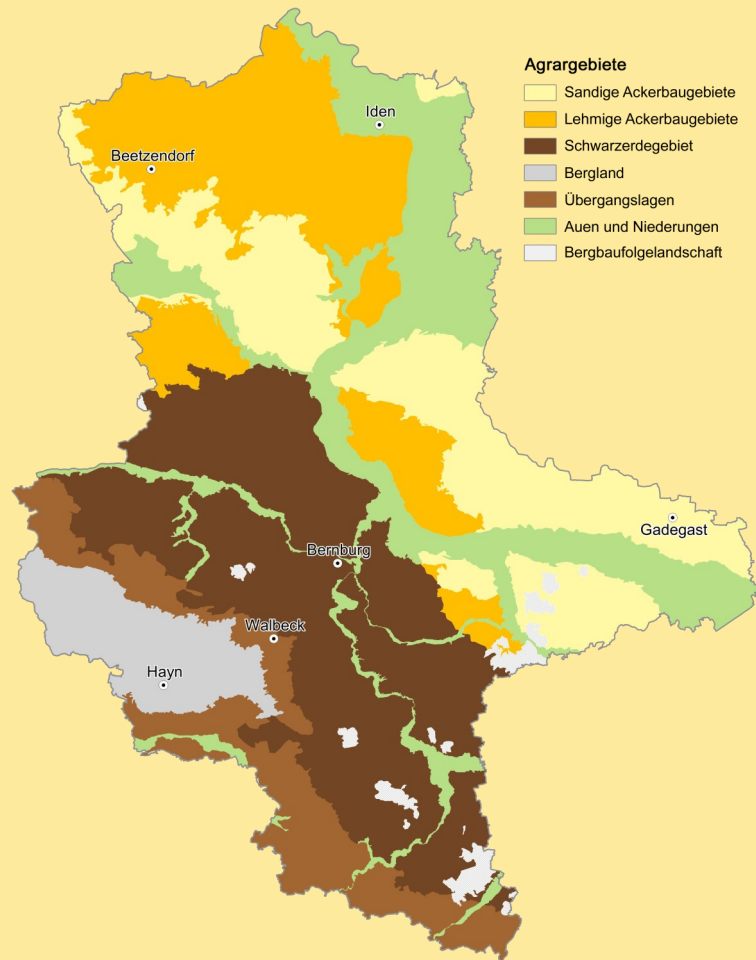 Agrargebiete
Sandige Ackerbaugebiete
Lehmige Ackerbaugebiete
Schwarzerdegebiet
Bergland
Übergangslagen
Auen und Niederungen
Bergbaufolgelandschaft
Iden
Beetzendorf
Gadegast
Bernburg
Walbeck
Hayn